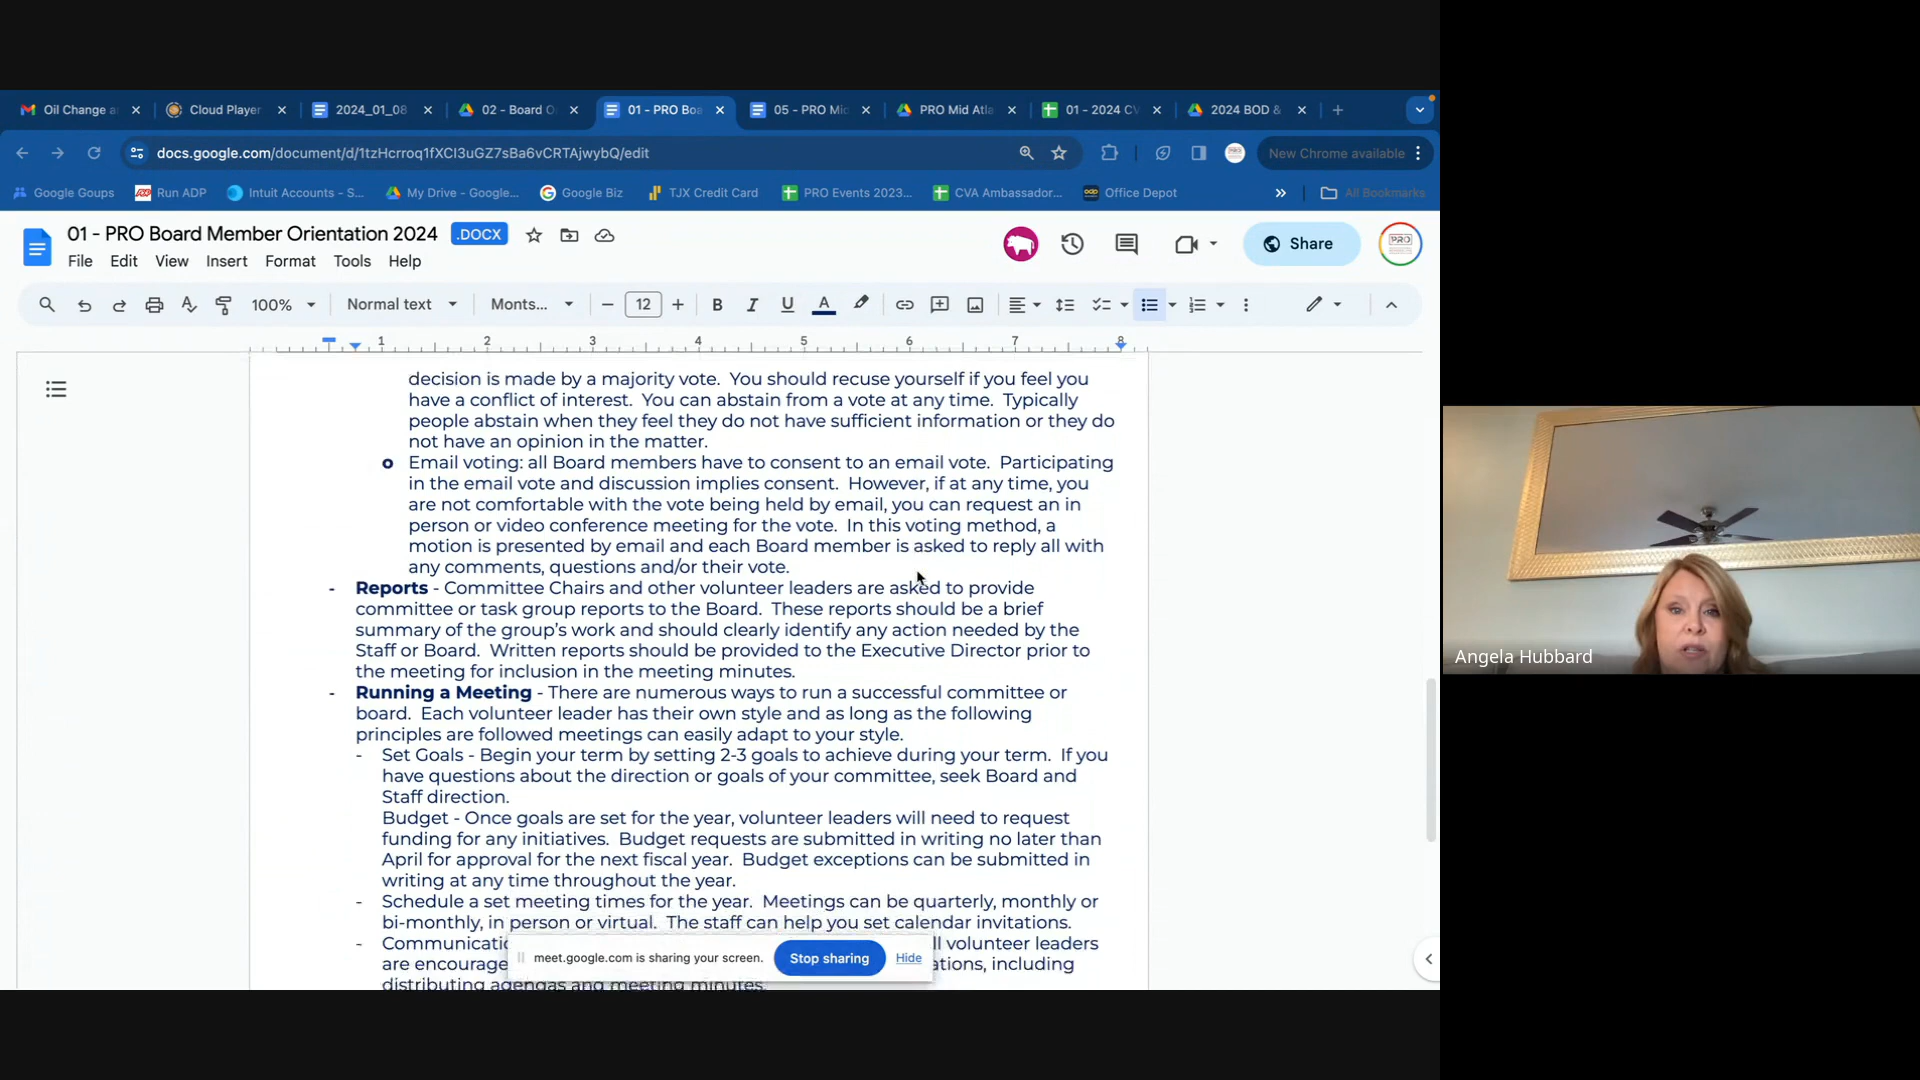 Oil Change a
Cloud Player
2024_01_08
02 - Board O
01 - PRO Boa
05 - PRO Mid
PRO Mid Atla
01 - 2024 CV
2024 BOD &
docs.google.com/document/d/1tzHcrroq1fXCI3uGZ7sBa6vCRTAjwybQ/edit
New Chrome available
Google Goups
Run ADP
Intuit Accounts - S...
My Drive - Google...
Google Biz
TJX Credit Card
PRO Events 2023...
CVA Ambassador...
Office Depot
All Bookmarks
01 - PRO Board Member Orientation 2024
.DOCX
File Edit View Insert Format Tools Help
Share
PRO
100%
Normal text
Monts...
12
1 2 3 4 5 6 7 8
decision is made by a majority vote. You should recuse yourself if you feel you
have a conflict of interest. You can abstain from a vote at any time. Typically
people abstain when they feel they do not have sufficient information or they do
not have an opinion in the matter.
o Email voting: all Board members have to consent to an email vote. Participating
in the email vote and discussion implies consent. However, if at any time, you
are not comfortable with the vote being held by email, you can request an in
person or video conference meeting for the vote. In this voting method, a
motion is presented by email and each Board member is asked to reply all with
any comments, questions and/or their vote.
- Reports - Committee Chairs and other volunteer leaders are asked to provide
committee or task group reports to the Board. These reports should be a brief
summary of the group's work and should clearly identify any action needed by the
Staff or Board. Written reports should be provided to the Executive Director prior to
the meeting for inclusion in the meeting minutes.
- Running a Meeting - There are numerous ways to run a successful committee or
board. Each volunteer leader has their own style and as long as the following
principles are followed meetings can easily adapt to your style.
- Set Goals - Begin your term by setting 2-3 goals to achieve during your term. If you
have questions about the direction or goals of your committee, seek Board and
Staff direction.
Budget - Once goals are set for the year, volunteer leaders will need to request
funding for any initiatives. Budget requests are submitted in writing no later than
April for approval for the next fiscal year. Budget exceptions can be submitted in
writing at any time throughout the year.
- Schedule a set meeting times for the year. Meetings can be quarterly, monthly or
bi-monthly, in person or virtual. The staff can help you set calendar invitations.
- Communicatio ll volunteer leaders
are encourage ations, including
distributing agendas and meeting minutes.
meet.google.com is sharing your screen.
Stop sharing
Hide
Angela Hubbard